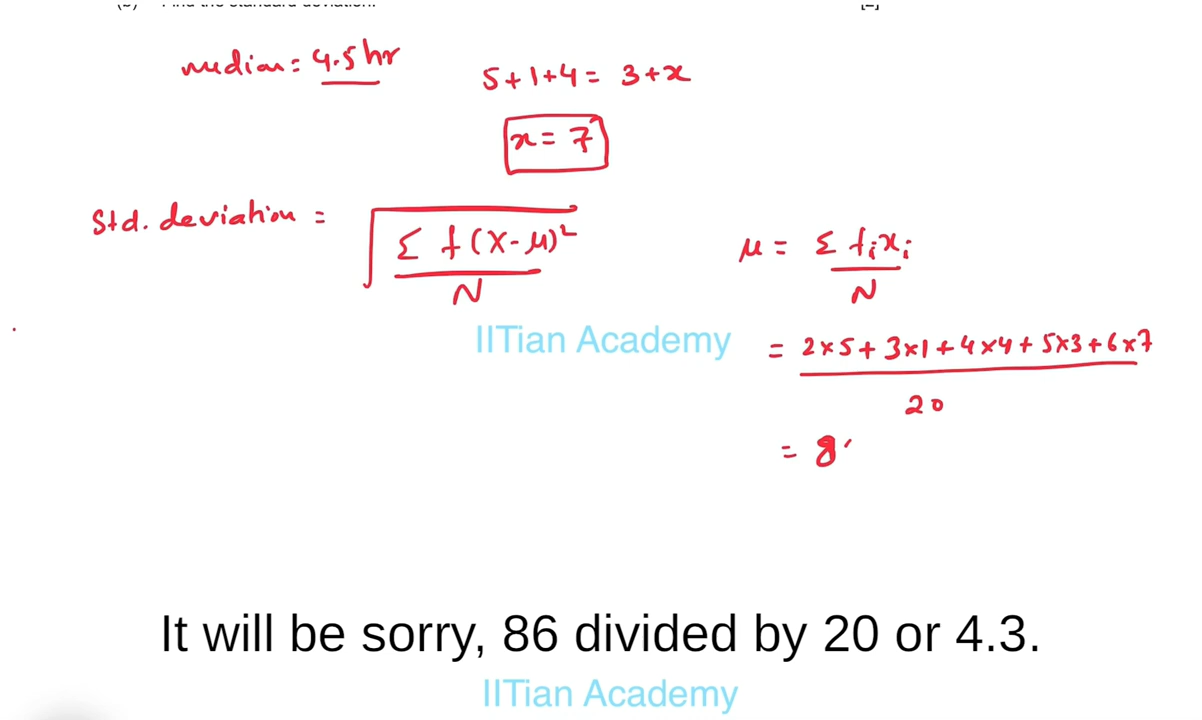 median = 4.5 hr
5+1+4 = 3+x
x = 7
Std. deviation = √ Σ f(X-μ)² / N
μ = Σ fᵢxᵢ / N
IITian Academy
= 2×5+3×1+4×4+5×3+6×7
20
= 8
It will be sorry, 86 divided by 20 or 4.3.
IITian Academy